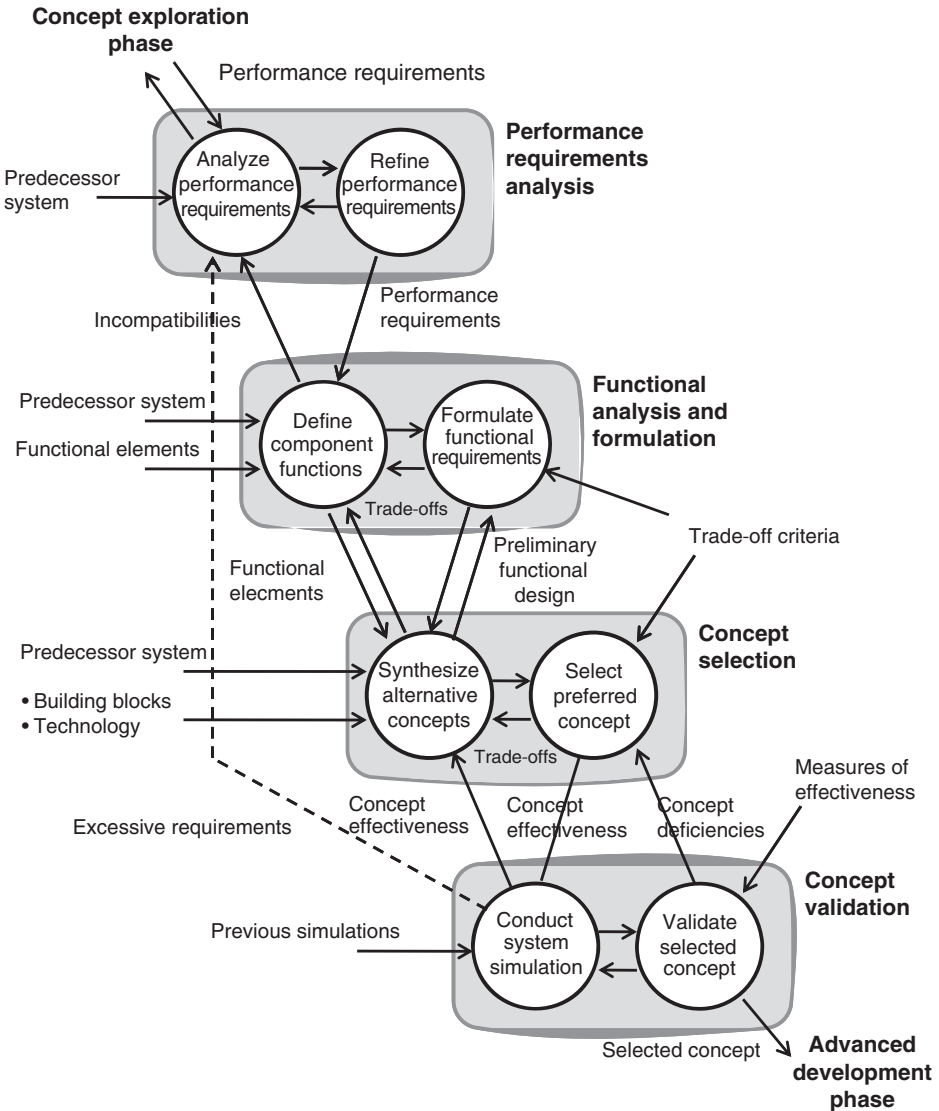 Concept exploration
phase
Performance requirements
Performance
requirements
analysis
Analyze
performance
requirements
Refine
performance
requirements
Predecessor
system
Incompatibilities
Performance
requirements
Functional
analysis and
formulation
Predecessor system
Functional elements
Define
component
functions
Formulate
functional
requirements
Trade-offs
Trade-off criteria
Functional
elecments
Preliminary
functional
design
Concept
selection
Predecessor system
• Building blocks
• Technology
Synthesize
alternative
concepts
Select
preferred
concept
Trade-offs
Measures of
effectiveness
Excessive requirements
Concept
effectiveness
Concept
effectiveness
Concept
deficiencies
Concept
validation
Previous simulations
Conduct
system
simulation
Validate
selected
concept
Selected concept
Advanced
development
phase